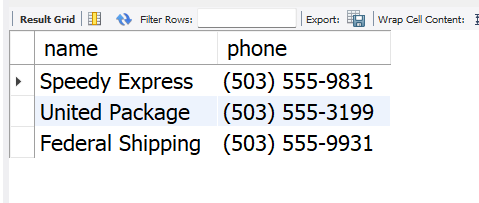 Result Grid Filter Rows: Export: Wrap Cell Content:
name phone
Speedy Express (503) 555-9831
United Package (503) 555-3199
Federal Shipping (503) 555-9931